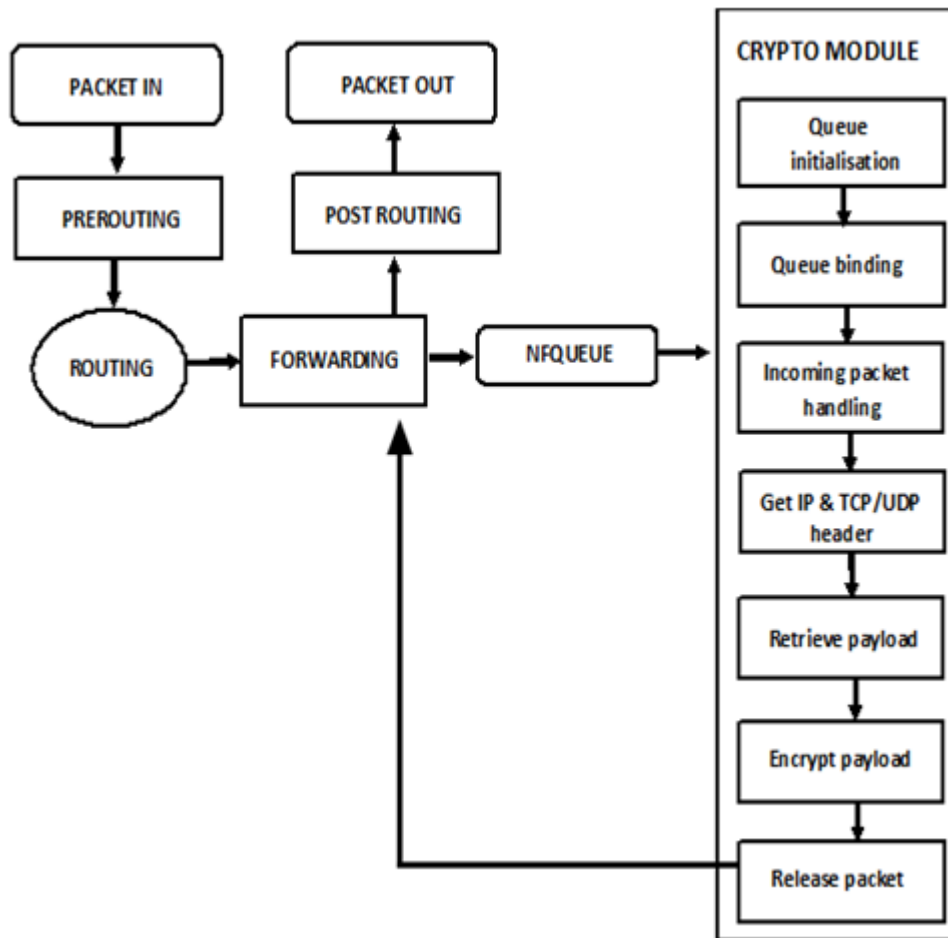 PACKET IN
PACKET OUT
PREROUTING
POST ROUTING
ROUTING
FORWARDING
NFQUEUE
CRYPTO MODULE
Queue
initialisation
Queue binding
Incoming packet
handling
Get IP & TCP/UDP
header
Retrieve payload
Encrypt payload
Release packet